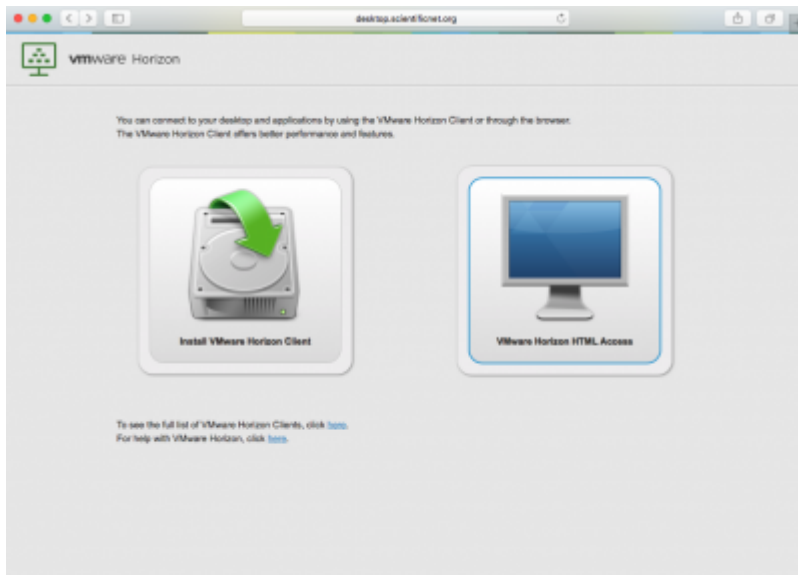 desktop.scientificnet.org
vmware Horizon
You can connect to your desktop and applications by using the VMware Horizon Client or through the browser.
The VMware Horizon Client offers better performance and features.
Install VMware Horizon Client
VMware Horizon HTML Access
To see the full list of VMware Horizon Clients, click here.
For help with VMware Horizon, click here.